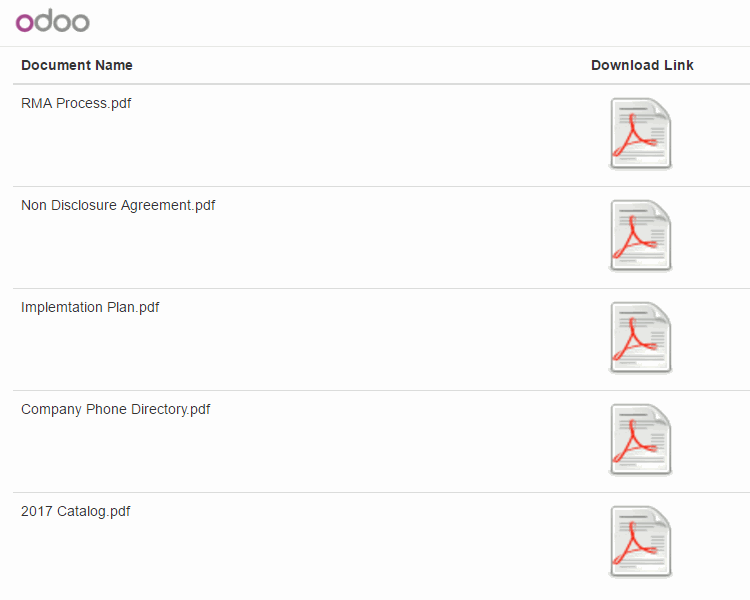 odoo
Document Name Download Link
RMA Process.pdf
Non Disclosure Agreement.pdf
Implemtation Plan.pdf
Company Phone Directory.pdf
2017 Catalog.pdf